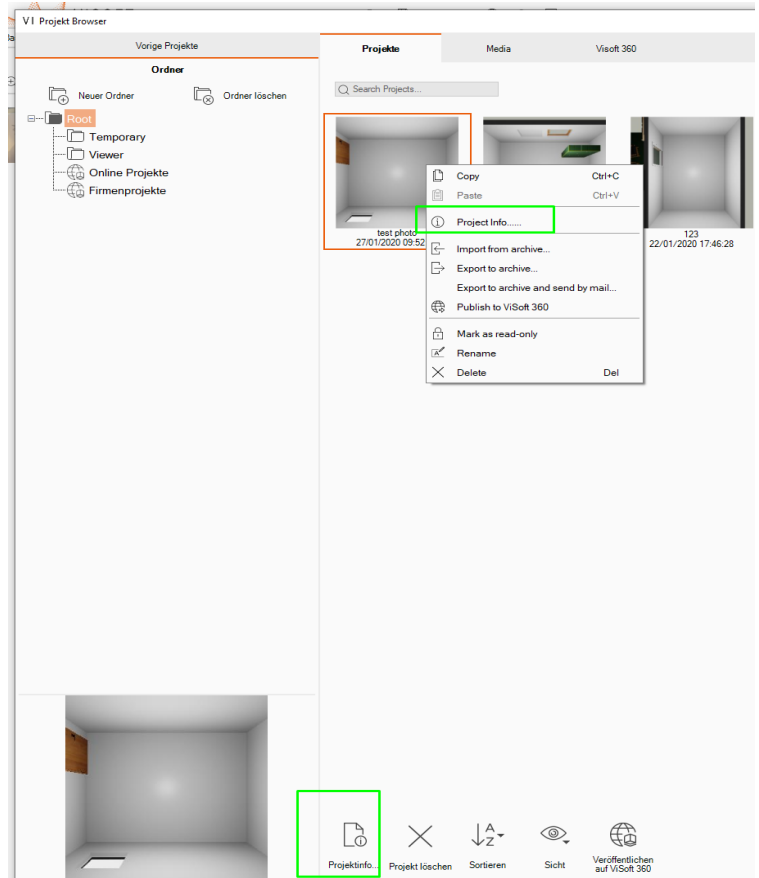 VI Projekt Browser
Vorige Projekte
Ordner
Neuer Ordner
Ordner löschen
Root
Temporary
Viewer
Online Projekte
Firmenprojekte
Projekte
Media
Visoft 360
Search Projects...
test photo
27/01/2020 09:52
123
22/01/2020 17:46:28
Copy Ctrl+C
Paste Ctrl+V
Project Info......
Import from archive...
Export to archive...
Export to archive and send by mail...
Publish to ViSoft 360
Mark as read-only
Rename
Delete Del
Projektinfo...
Projekt löschen
Sortieren
Sicht
Veröffentlichen
auf ViSoft 360